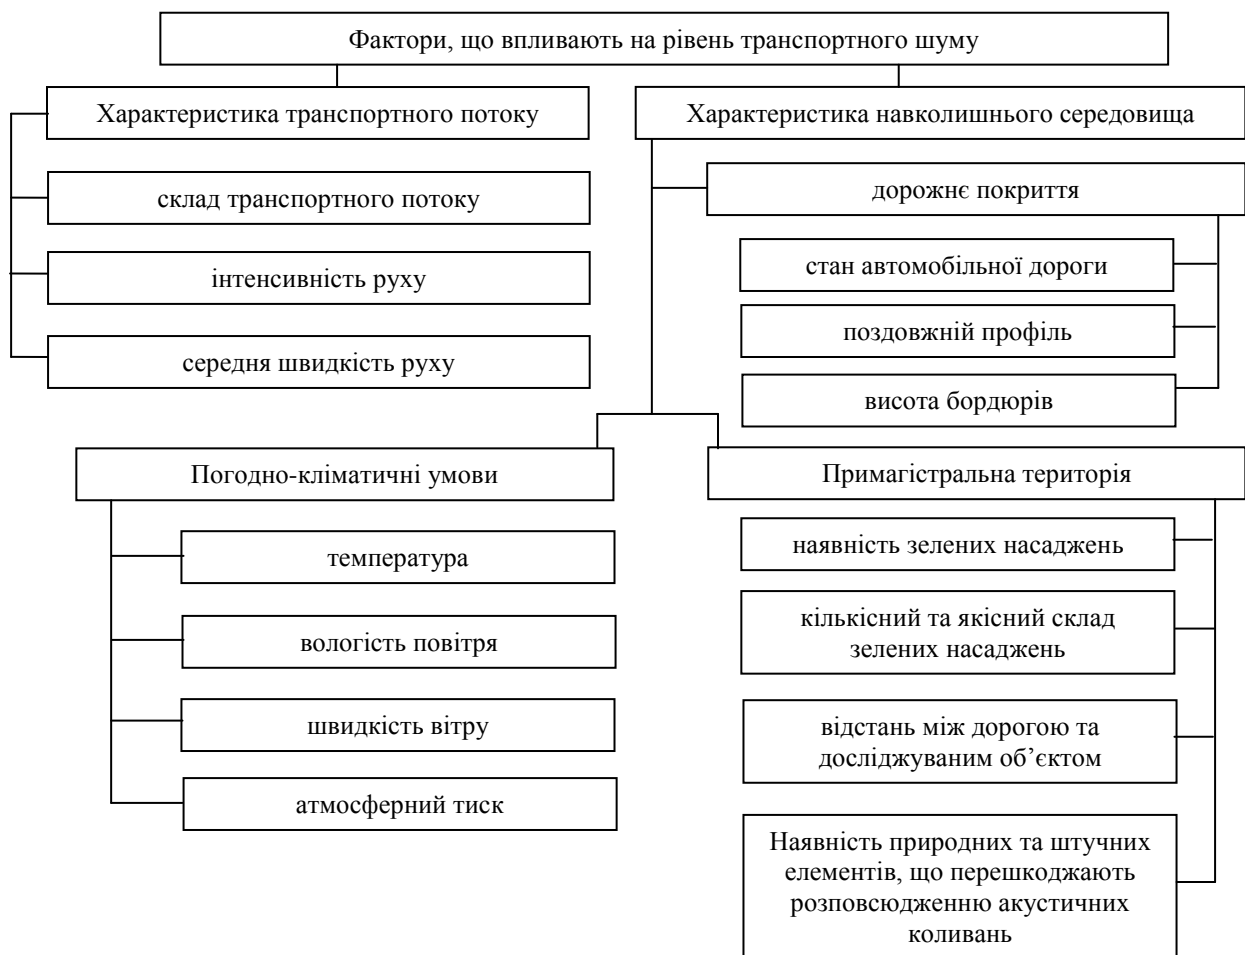 Фактори, що впливають на рівень транспортного шуму
Характеристика транспортного потоку
склад транспортного потоку
інтенсивність руху
середня швидкість руху
Характеристика навколишнього середовища
дорожнє покриття
стан автомобільної дороги
поздовжній профіль
висота бордюрів
Погодно-кліматичні умови
температура
вологість повітря
швидкість вітру
атмосферний тиск
Примагістральна територія
наявність зелених насаджень
кількісний та якісний склад
зелених насаджень
відстань між дорогою та
досліджуваним об’єктом
Наявність природних та штучних
елементів, що перешкоджають
розповсюдженню акустичних
коливань